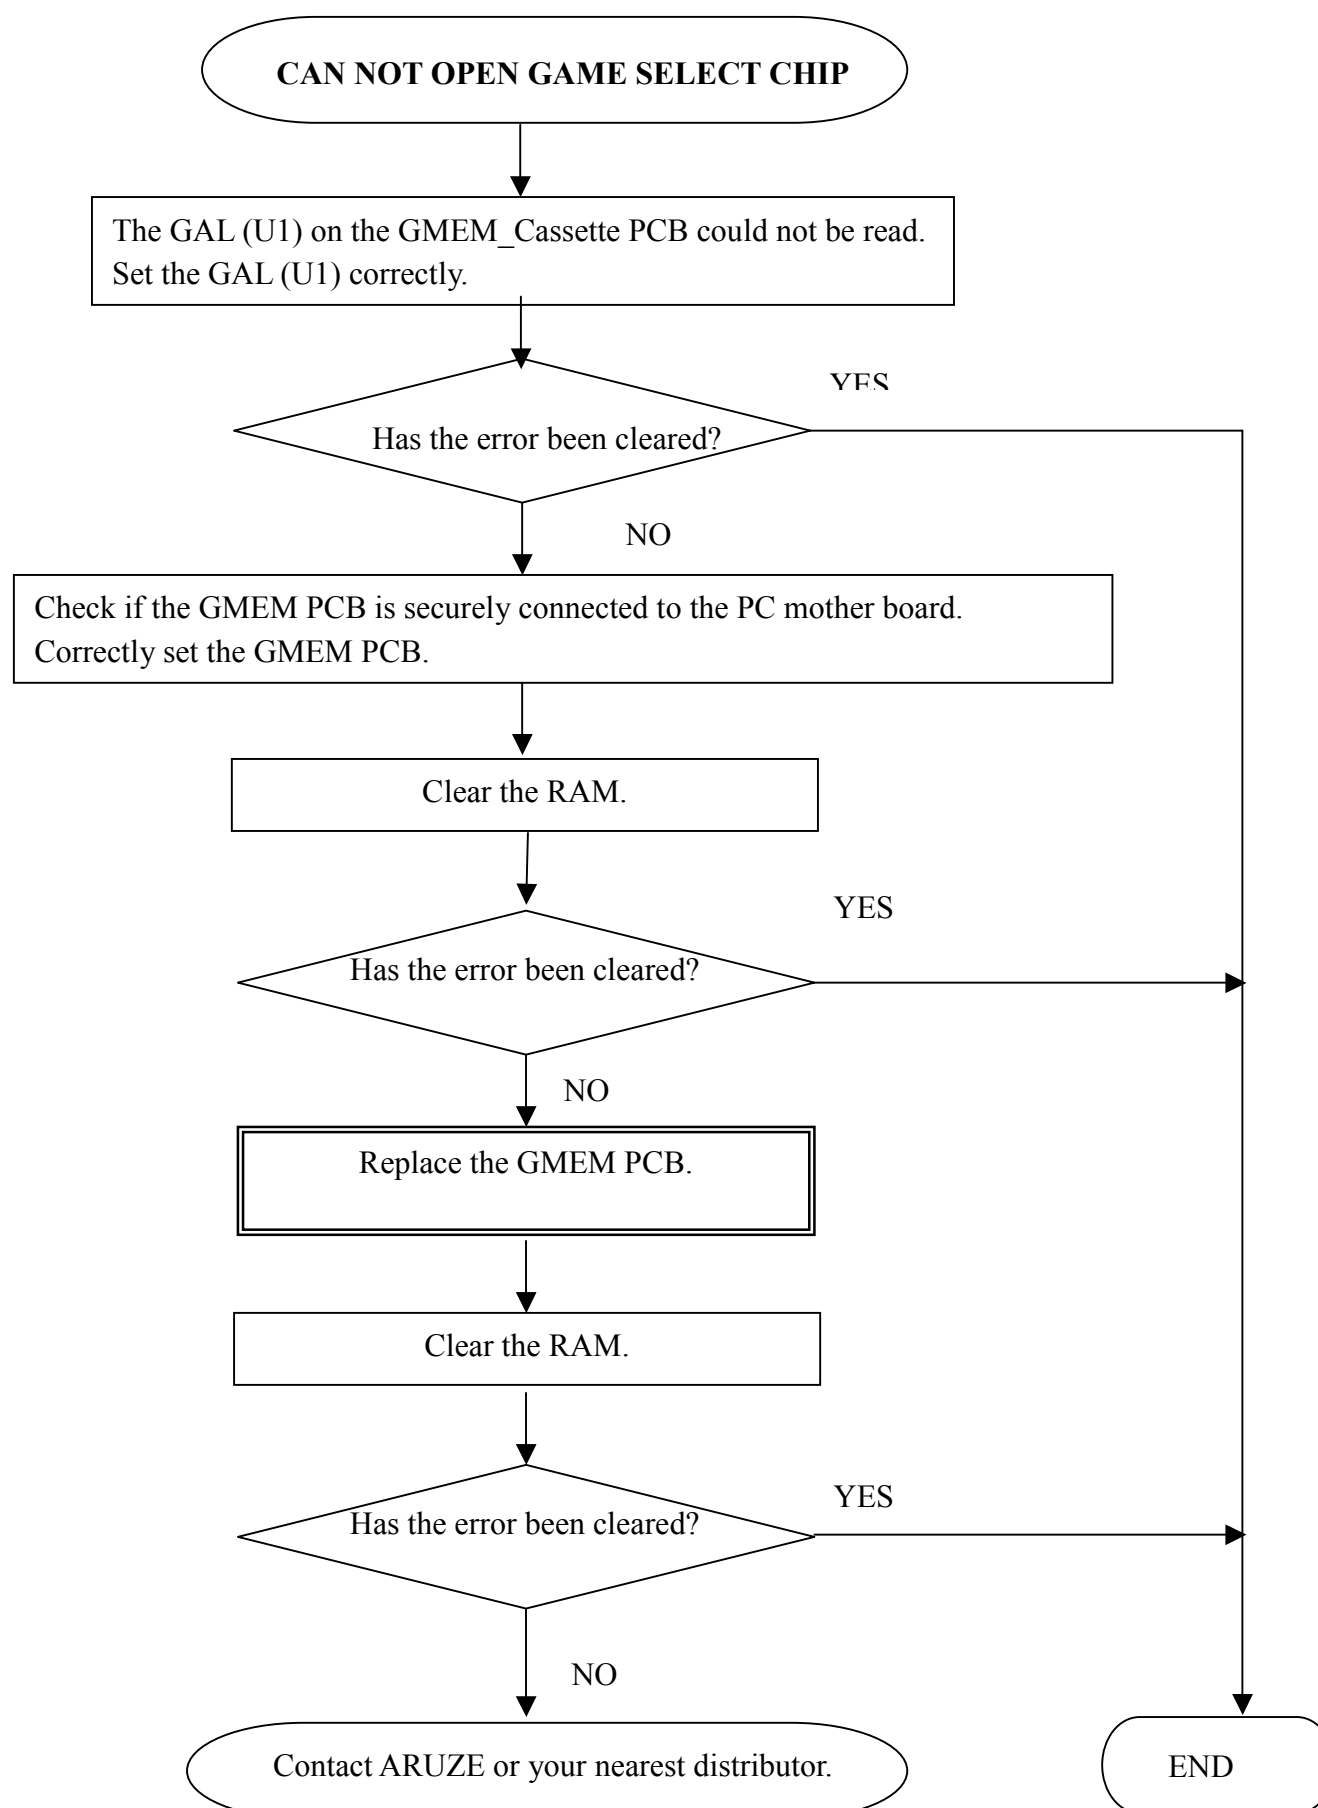 CAN NOT OPEN GAME SELECT CHIP
The GAL (U1) on the GMEM_Cassette PCB could not be read.
Set the GAL (U1) correctly.
YES
Has the error been cleared?
NO
Check if the GMEM PCB is securely connected to the PC mother board.
Correctly set the GMEM PCB.
Clear the RAM.
YES
Has the error been cleared?
NO
Replace the GMEM PCB.
Clear the RAM.
YES
Has the error been cleared?
NO
Contact ARUZE or your nearest distributor.
END